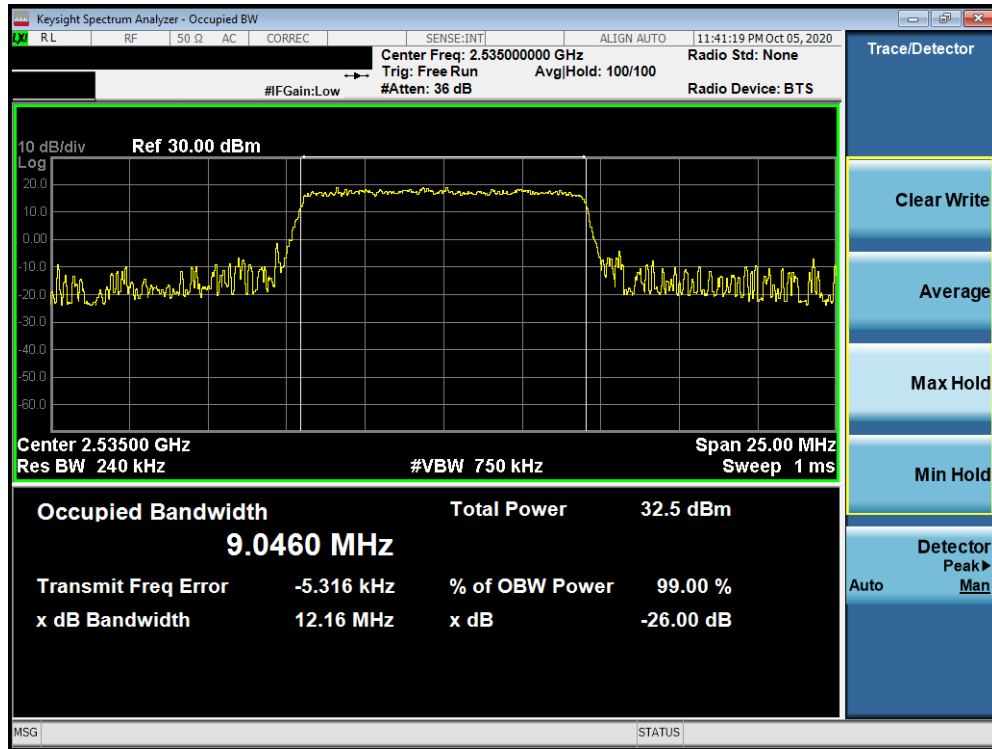 Keysight Spectrum Analyzer - Occupied BW
LXI RL RF 50 Ω AC CORREC SENSE:INT ALIGN AUTO 11:41:19 PM Oct 05, 2020
Center Freq: 2.535000000 GHz Radio Std: None
Trig: Free Run Avg|Hold: 100/100
#IFGain:Low #Atten: 36 dB Radio Device: BTS
Trace/Detector
10 dB/div Ref 30.00 dBm
Log
20.0
10.0
0.00
-10.0
-20.0
-30.0
-40.0
-50.0
-60.0
Center 2.53500 GHz Span 25.00 MHz
Res BW 240 kHz #VBW 750 kHz Sweep 1 ms
Clear Write
Average
Max Hold
Min Hold
Detector
Peak▶
Auto Man
Occupied Bandwidth Total Power 32.5 dBm
9.0460 MHz
Transmit Freq Error -5.316 kHz % of OBW Power 99.00 %
x dB Bandwidth 12.16 MHz x dB -26.00 dB
MSG STATUS